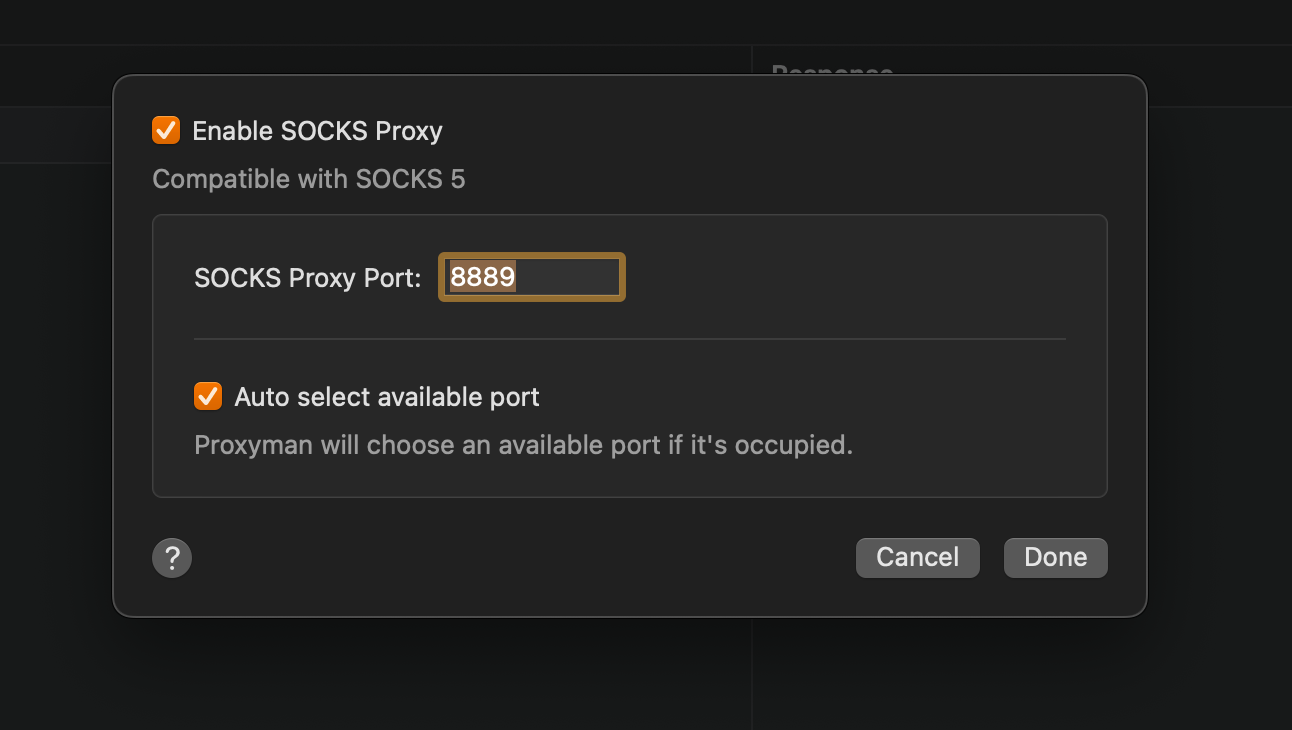 Response
Enable SOCKS Proxy
Compatible with SOCKS 5
SOCKS Proxy Port: 8889
Auto select available port
Proxyman will choose an available port if it's occupied.
?
Cancel Done